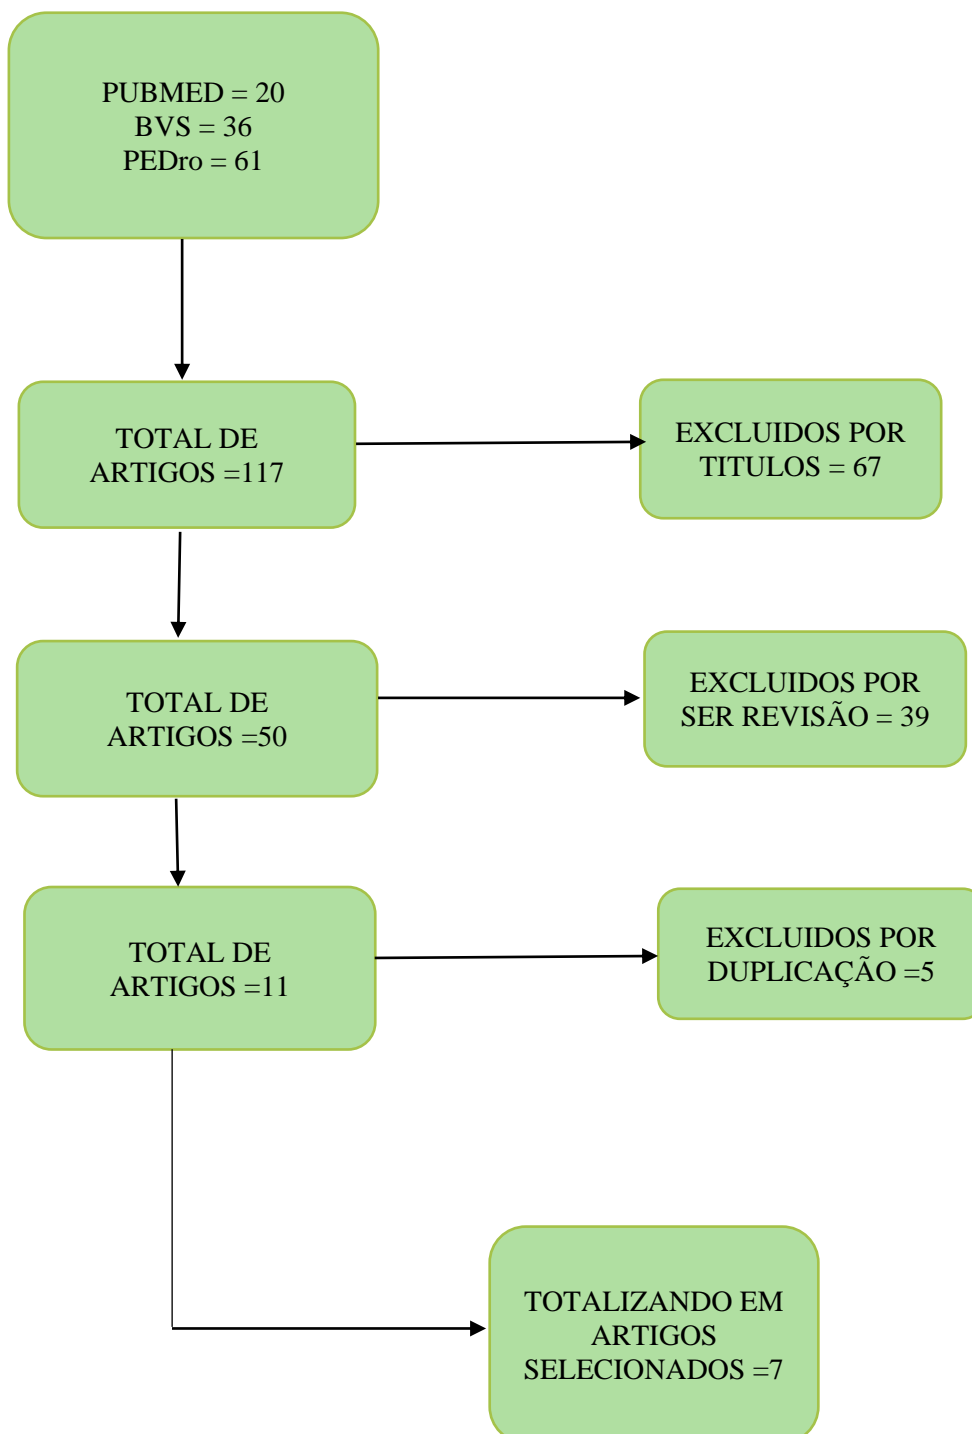 PUBMED = 20
BVS = 36
PEDro = 61
TOTAL DE
ARTIGOS =117
EXCLUIDOS POR
TITULOS = 67
TOTAL DE
ARTIGOS =50
EXCLUIDOS POR
SER REVISÃO = 39
TOTAL DE
ARTIGOS =11
EXCLUIDOS POR
DUPLICAÇÃO =5
TOTALIZANDO EM
ARTIGOS
SELECIONADOS =7